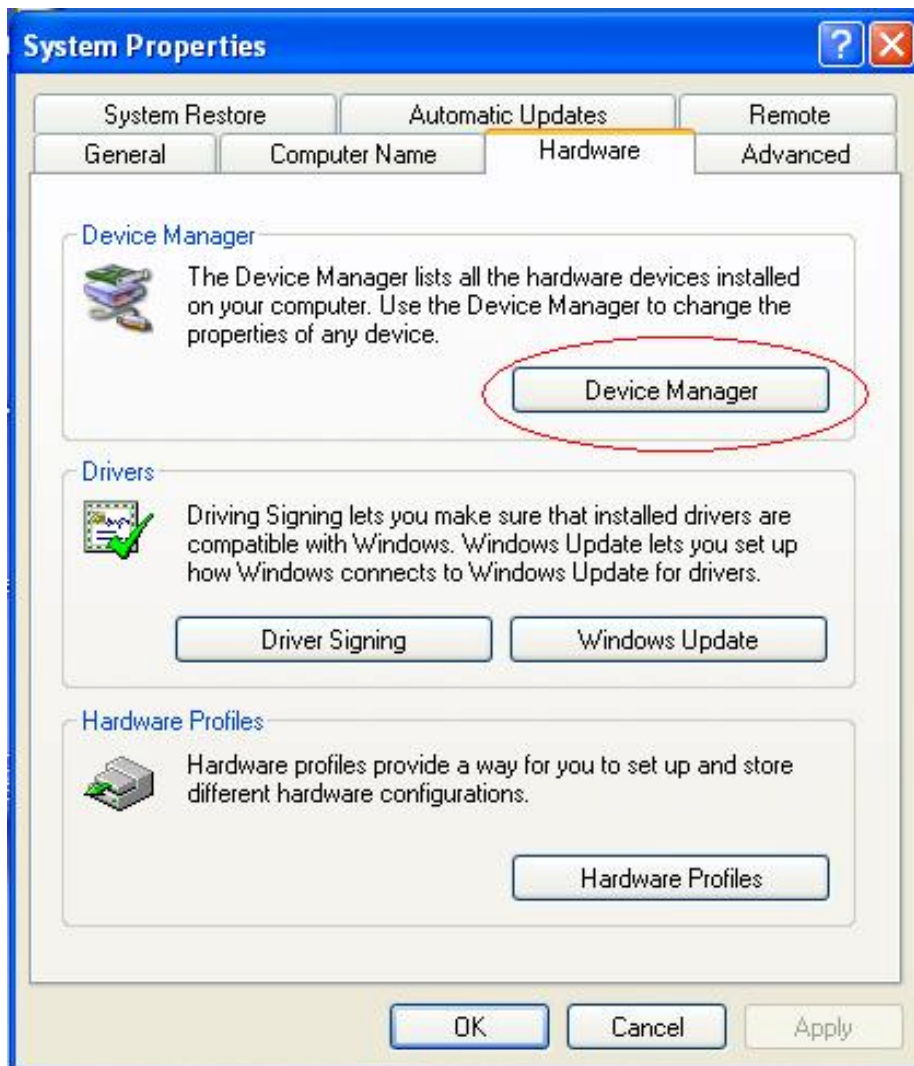 System Properties
System Restore
Automatic Updates
Remote
General
Computer Name
Hardware
Advanced
Device Manager
The Device Manager lists all the hardware devices installed
on your computer. Use the Device Manager to change the
properties of any device.
Device Manager
Drivers
Driving Signing lets you make sure that installed drivers are
compatible with Windows. Windows Update lets you set up
how Windows connects to Windows Update for drivers.
Driver Signing
Windows Update
Hardware Profiles
Hardware profiles provide a way for you to set up and store
different hardware configurations.
Hardware Profiles
OK
Cancel
Apply